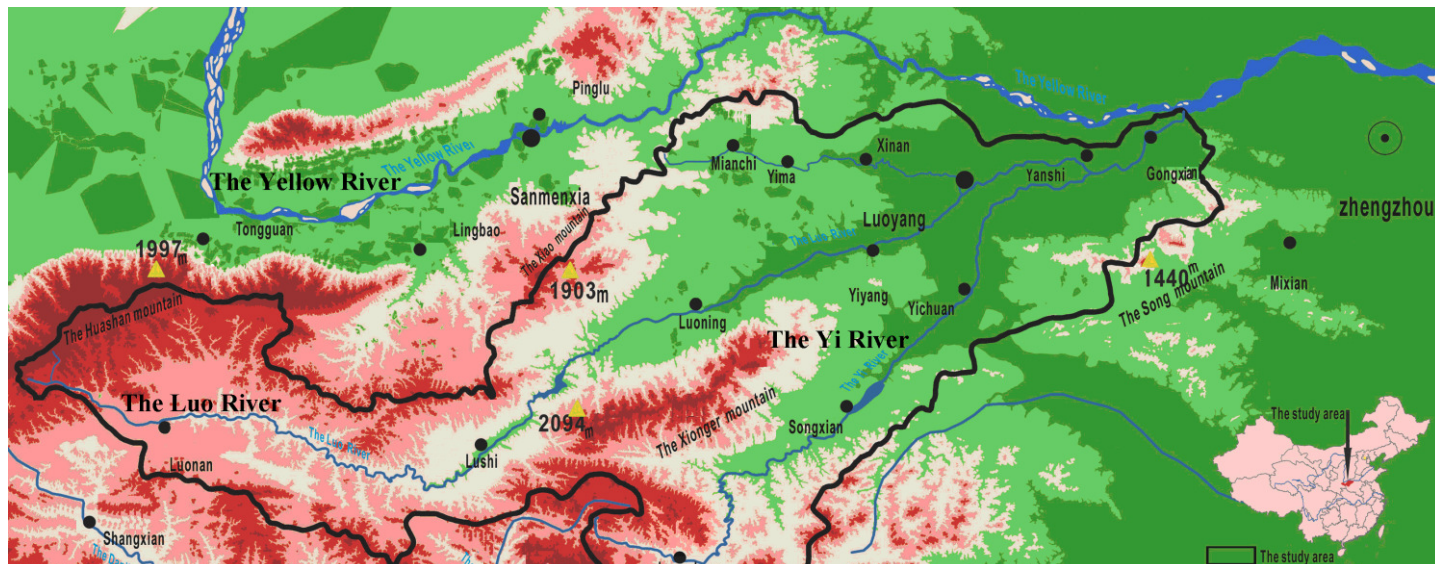 Pinglu
The Yellow River
The Yellow River
The Yellow River
Mianchi
Yima
Xinan
Yanshi
Gongxian
Sanmenxia
Luoyang
zhengzhou
Tongguan
Lingbao
The Xiao mountain
The Luo River
1997m
1903m
1440m
The Song mountain
Mixian
The Huashan mountain
Yiyang
Yichuan
Luoning
The Yi River
The Yi River
The Luo River
2094m
The Xionger mountain
Songxian
The study area
The Luo River
Luonan
Lushi
Shangxian
The study area